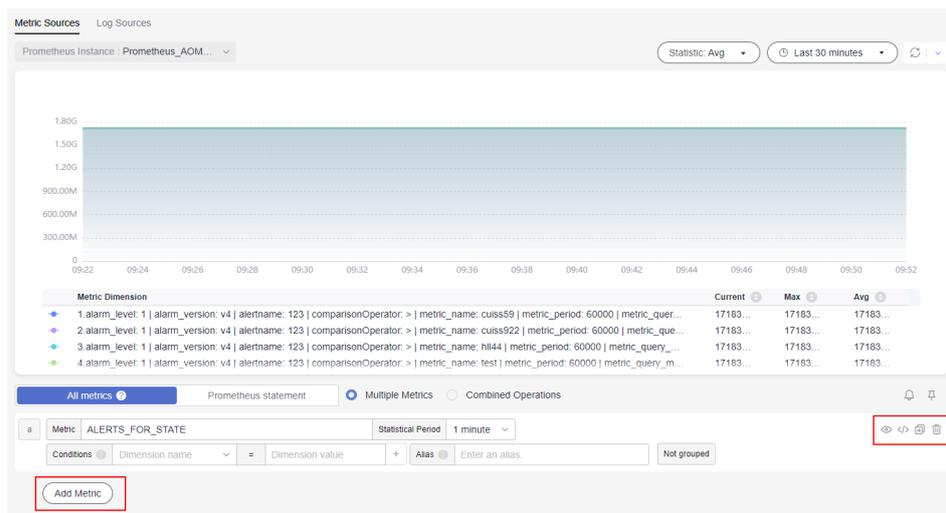 Metric Sources Log Sources
Prometheus Instance : Prometheus_AOM... Statistic: Avg Last 30 minutes
1.80G
1.50G
1.20G
900.00M
600.00M
300.00M
0
09:22 09:24 09:26 09:28 09:30 09:32 09:34 09:36 09:38 09:40 09:42 09:44 09:46 09:48 09:50 09:52
Metric Dimension Current Max Avg
1.alarm_level: 1 | alarm_version: v4 | alertname: 123 | comparisonOperator: > | metric_name: cuiss59 | metric_period: 60000 | metric_quer... 17183... 17183... 17183...
2.alarm_level: 1 | alarm_version: v4 | alertname: 123 | comparisonOperator: > | metric_name: cuiss922 | metric_period: 60000 | metric_que... 17183... 17183... 17183...
3.alarm_level: 1 | alarm_version: v4 | alertname: 123 | comparisonOperator: > | metric_name: hll44 | metric_period: 60000 | metric_query_... 17183... 17183... 17183...
4.alarm_level: 1 | alarm_version: v4 | alertname: 123 | comparisonOperator: > | metric_name: test | metric_period: 60000 | metric_query_m... 17183... 17183... 17183...
All metrics ? Prometheus statement Multiple Metrics Combined Operations
a Metric ALERTS_FOR_STATE Statistical Period 1 minute
Conditions Dimension name = Dimension value + Alias Enter an alias. Not grouped
Add Metric